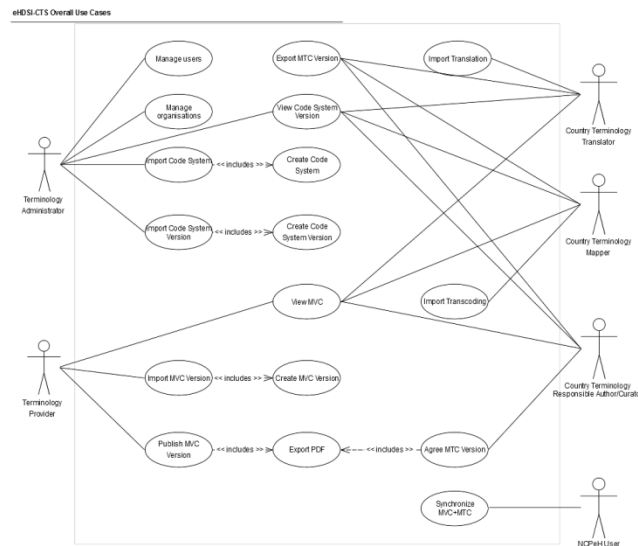 eHDSI-CTS Overall Use Cases
Manage users
Export MTC Version
Import Translation
Manage
organisations
View Code System
Version
Country Terminology
Translator
Import Code System
<< includes >>
Create Code
System
Terminology
Administrator
Import Code System
Version
<< includes >>
Create Code
System Version
Country Terminology
Mapper
View MVC
Import Transcoding
Import MVC Version
<< includes >>
Create MVC Version
Country Terminology
Responsible Author/Curato
Terminology
Provider
Publish MVC
Version
<< includes >>
Export PDF
<< includes >>
Agree MTC Version
Synchronize
MVC+MTC
NCPeH User